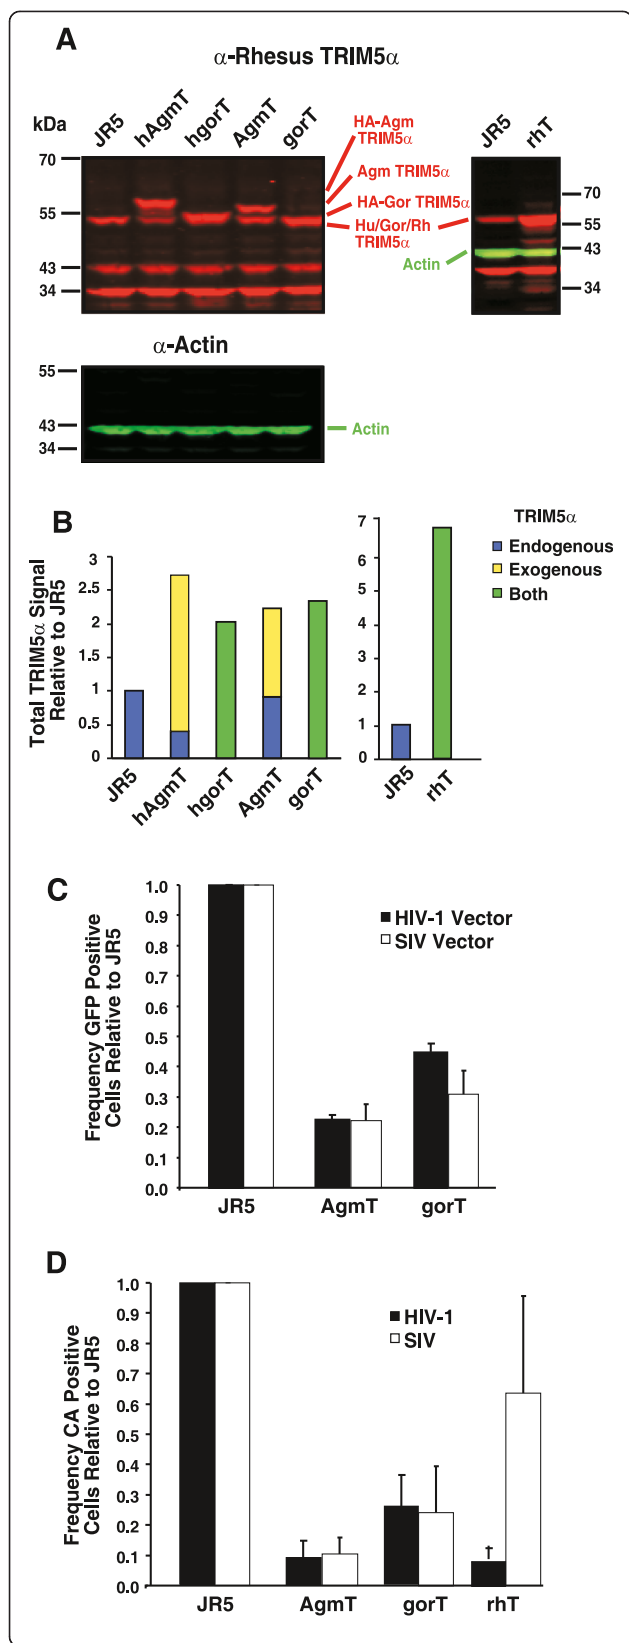 A
α-Rhesus TRIM5α
kDa
JR5 hAgmT hgorT AgmT gorT
70
55
43
34
HA-Agm
TRIM5α
Agm TRIM5α
HA-Gor TRIM5α
Hu/Gor/Rh
TRIM5α
Actin
JR5 rhT
70
55
43
34
α-Actin
55
43
34
Actin
B
Total TRIM5α Signal
Relative to JR5
3
2.5
2
1.5
1
0.5
0
JR5 hAgmT hgorT AgmT gorT
7
6
5
4
3
2
1
0
JR5 rhT
TRIM5α
Endogenous
Exogenous
Both
C
Frequency GFP Positive
Cells Relative to JR5
1.0
0.9
0.8
0.7
0.6
0.5
0.4
0.3
0.2
0.1
0.0
HIV-1 Vector
SIV Vector
JR5 AgmT gorT
D
Frequency CA Positive
Cells Relative to JR5
1.0
0.9
0.8
0.7
0.6
0.5
0.4
0.3
0.2
0.1
0.0
HIV-1
SIV
JR5 AgmT gorT rhT